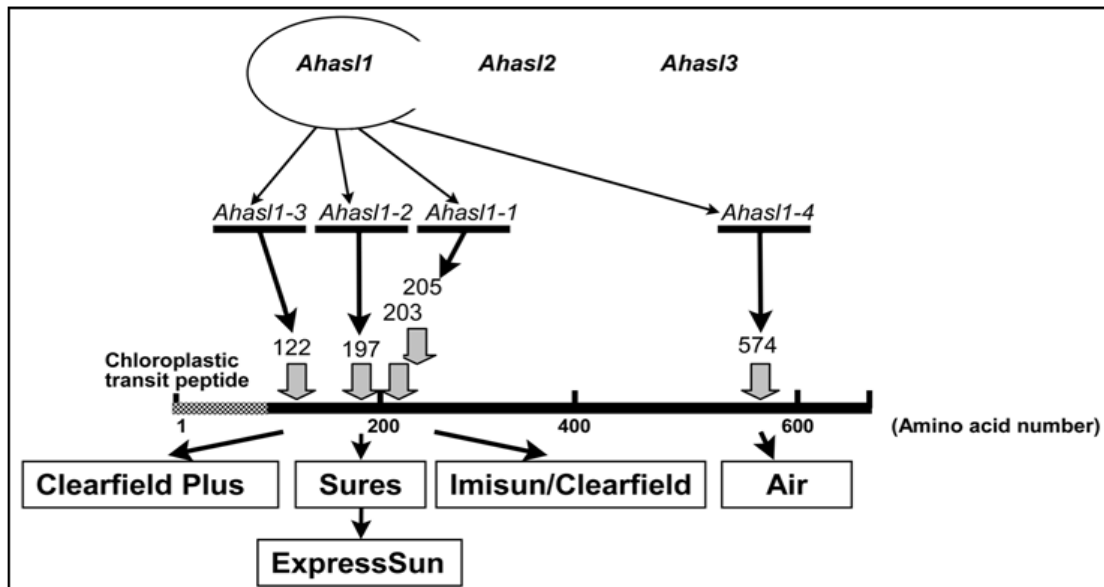 Ahasl1 Ahasl2 Ahasl3
Ahasl1-3 Ahasl1-2 Ahasl1-1 Ahasl1-4
205
203
122 197 574
Chloroplastic
transit peptide
1 200 400 600 (Amino acid number)
Clearfield Plus Sures Imisun/Clearfield Air
ExpressSun